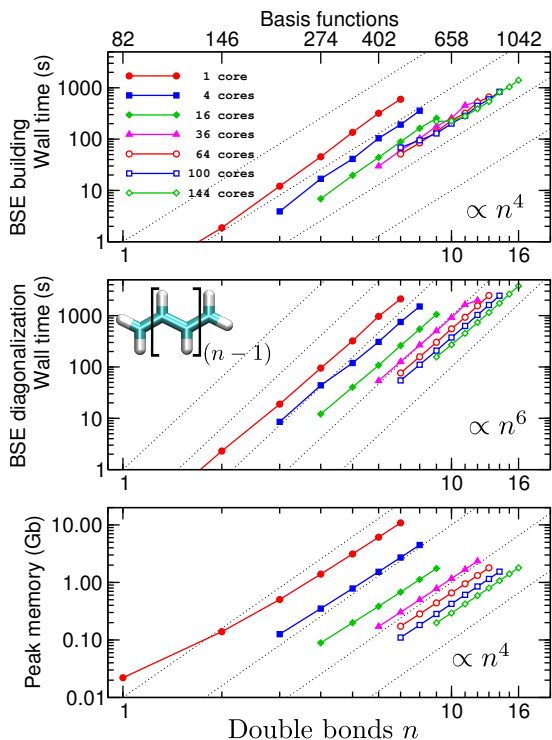 Basis functions
82 146 274 402 658 1042
BSE building
Wall time (s)
1000
100
10
1
1 core
4 cores
16 cores
36 cores
64 cores
100 cores
144 cores
∝ n⁴
1 10 16
BSE diagonalization
Wall time (s)
1000
100
10
1
(n − 1)
∝ n⁶
1 10 16
Peak memory (Gb)
10.00
1.00
0.10
0.01
∝ n⁴
1 10 16
Double bonds n